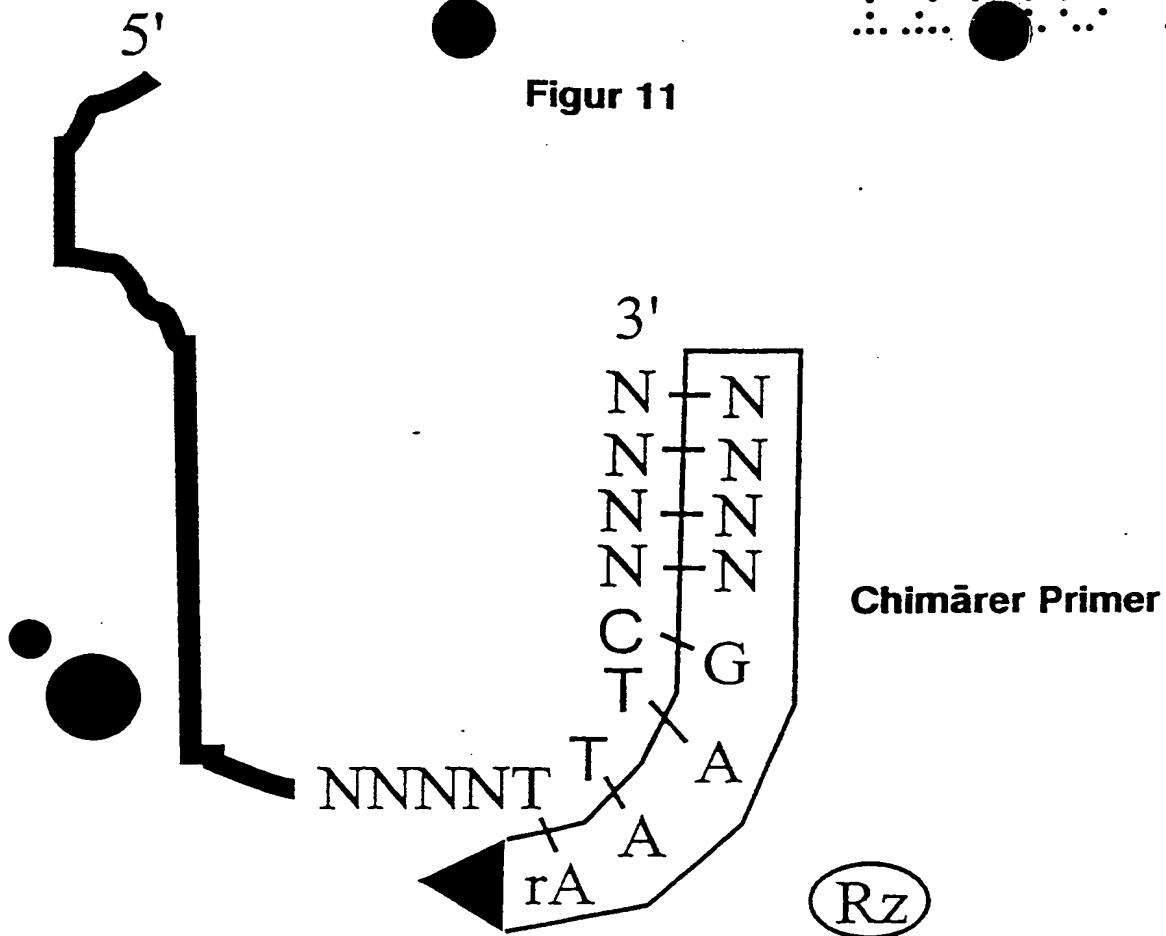 5'
Figur 11
3'
N N
N N
N N
N N
Chimärer Primer
C G
T A
T A
NNNNT
rA
Rz